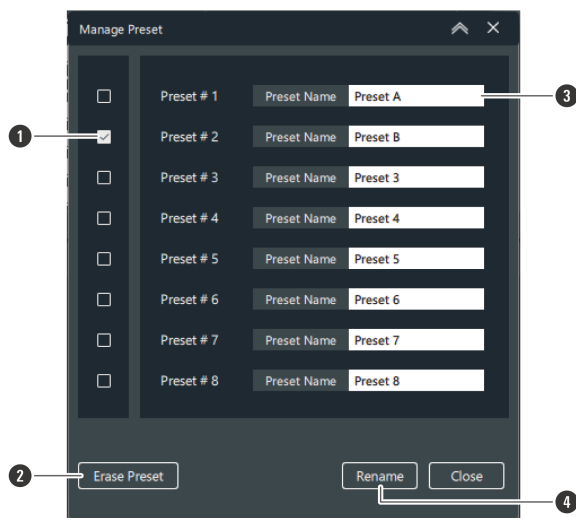 Manage Preset
Preset # 1 Preset Name Preset A
3
1
Preset # 2 Preset Name Preset B
Preset # 3 Preset Name Preset 3
Preset # 4 Preset Name Preset 4
Preset # 5 Preset Name Preset 5
Preset # 6 Preset Name Preset 6
Preset # 7 Preset Name Preset 7
Preset # 8 Preset Name Preset 8
2
Erase Preset Rename Close
4